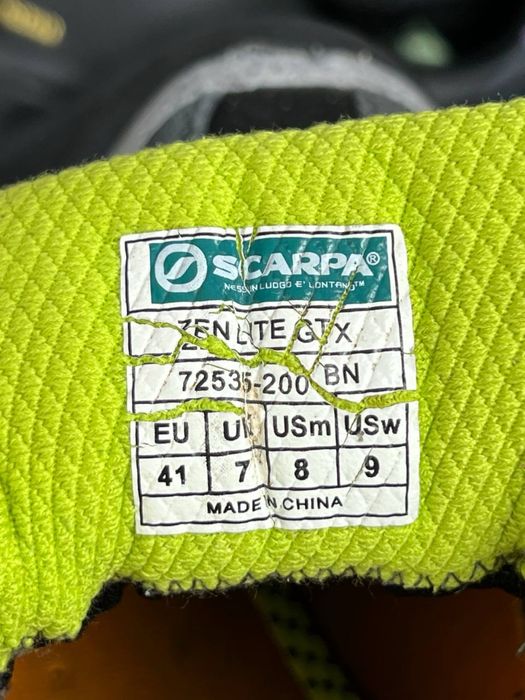 SCARPA®
NESSUN LUOGO E' LONTANO™
ZEN LITE GTX
72535-200 BN
EU UK USm USw
41 7 8 9
MADE IN CHINA